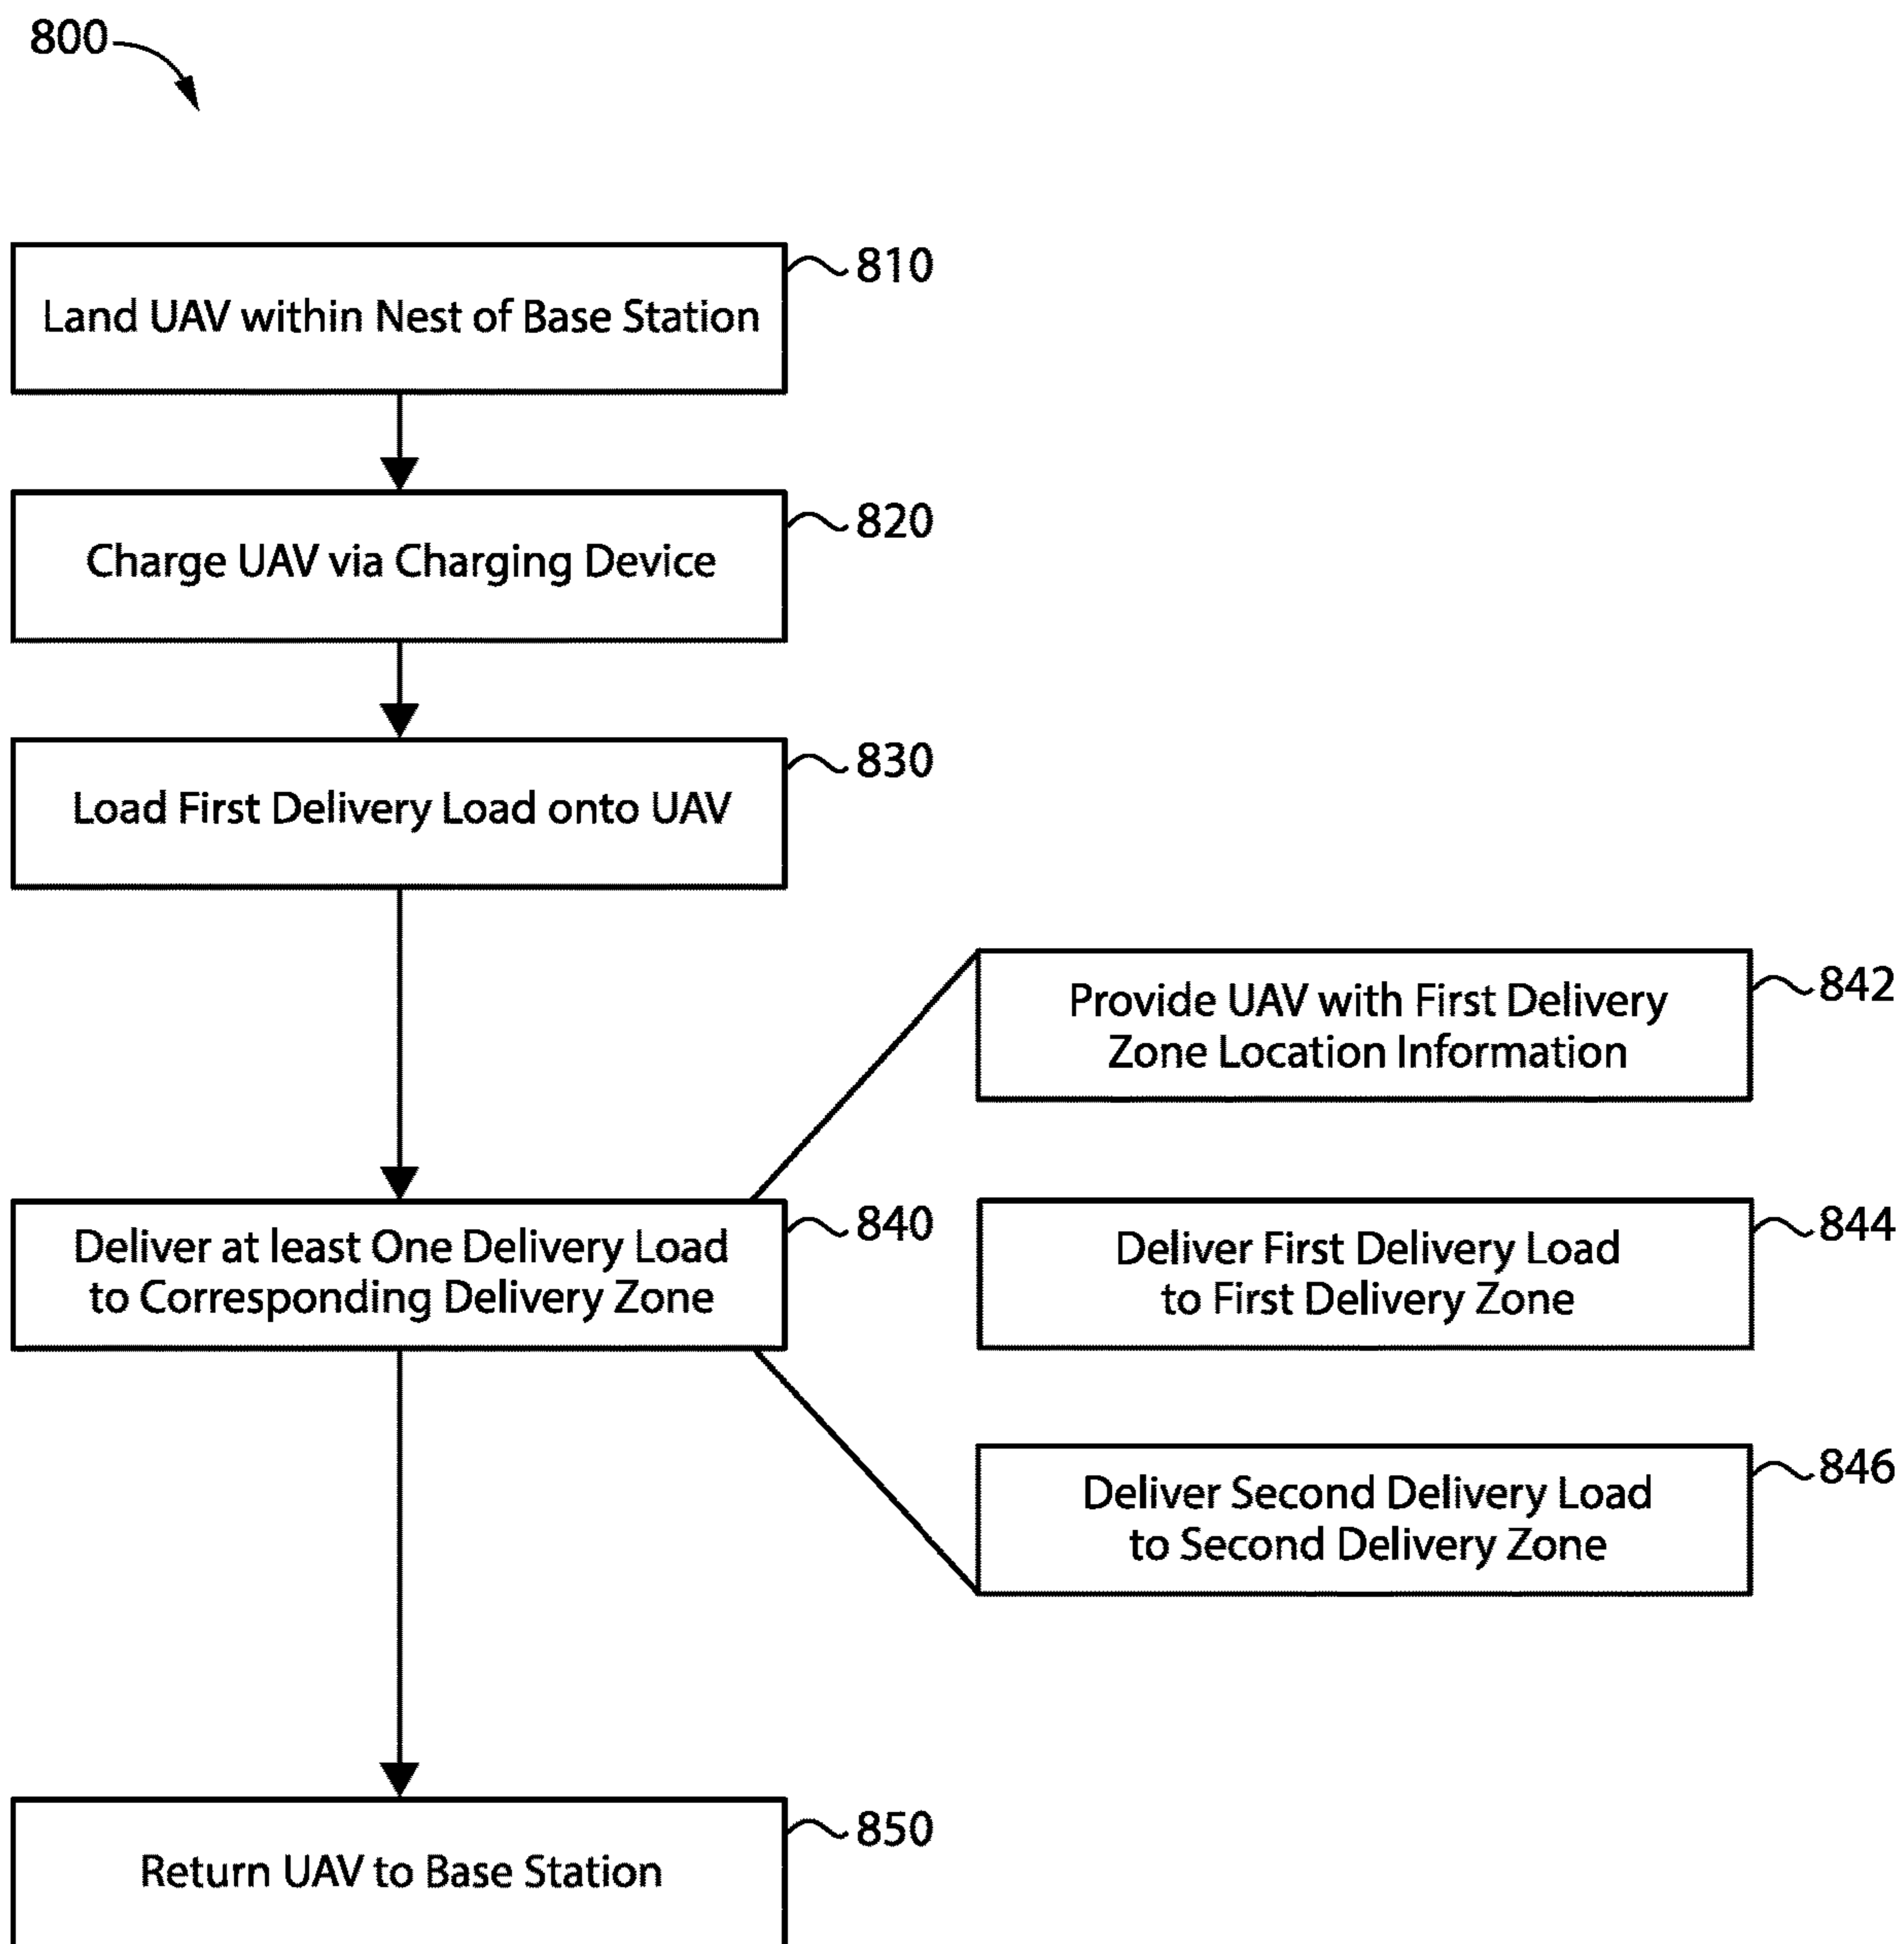 800
810
Land UAV within Nest of Base Station
820
Charge UAV via Charging Device
830
Load First Delivery Load onto UAV
842
Provide UAV with First Delivery
Zone Location Information
840
Deliver at least One Delivery Load
to Corresponding Delivery Zone
844
Deliver First Delivery Load
to First Delivery Zone
846
Deliver Second Delivery Load
to Second Delivery Zone
850
Return UAV to Base Station